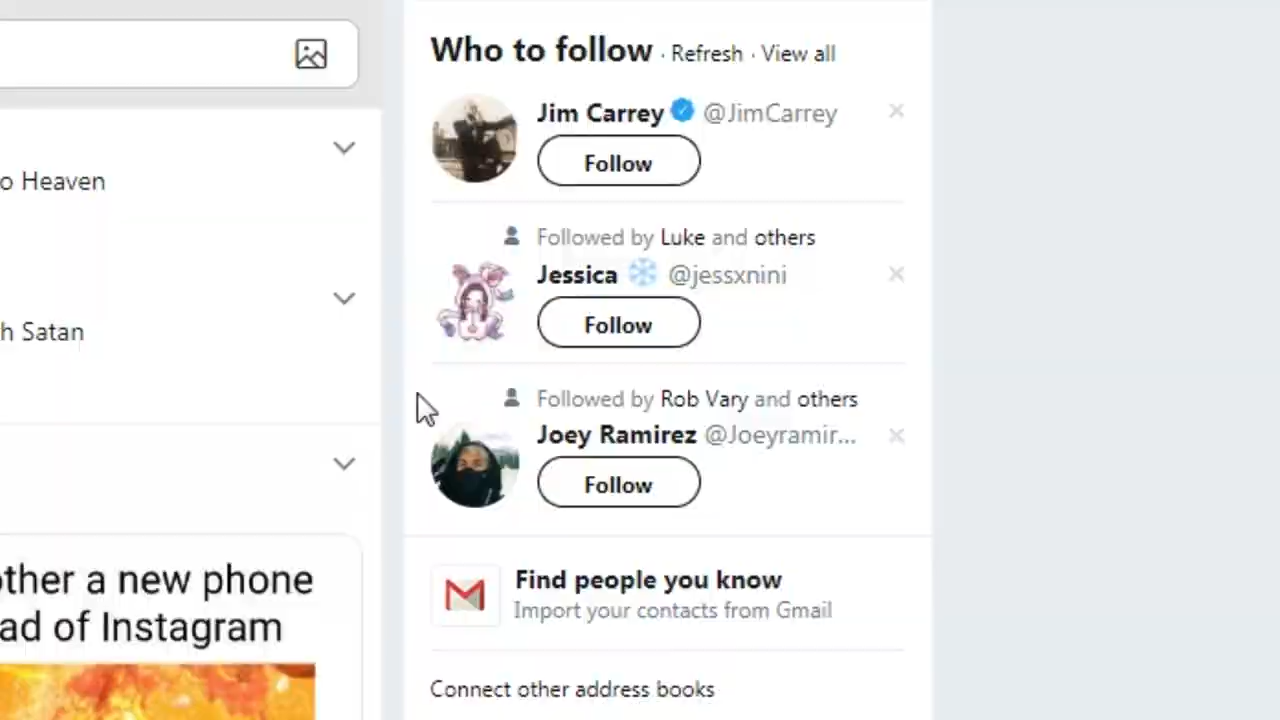 Who to follow · Refresh · View all
Jim Carrey @JimCarrey
Follow
Followed by Luke and others
Jessica ❄️ @jessxnini
Follow
Followed by Rob Vary and others
Joey Ramirez @Joeyramir...
Follow
Find people you know
Import your contacts from Gmail
Connect other address books
o Heaven
h Satan
other a new phone
ad of Instagram